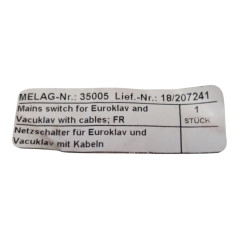 MELAG-Nr.: 35005 Lief.-Nr.: 18/207241
Mains switch for Euroklav and
Vacuklav with cables; FR
1
STÜCK
Netzschalter für Euroklav und
Vacuklav mit Kabeln